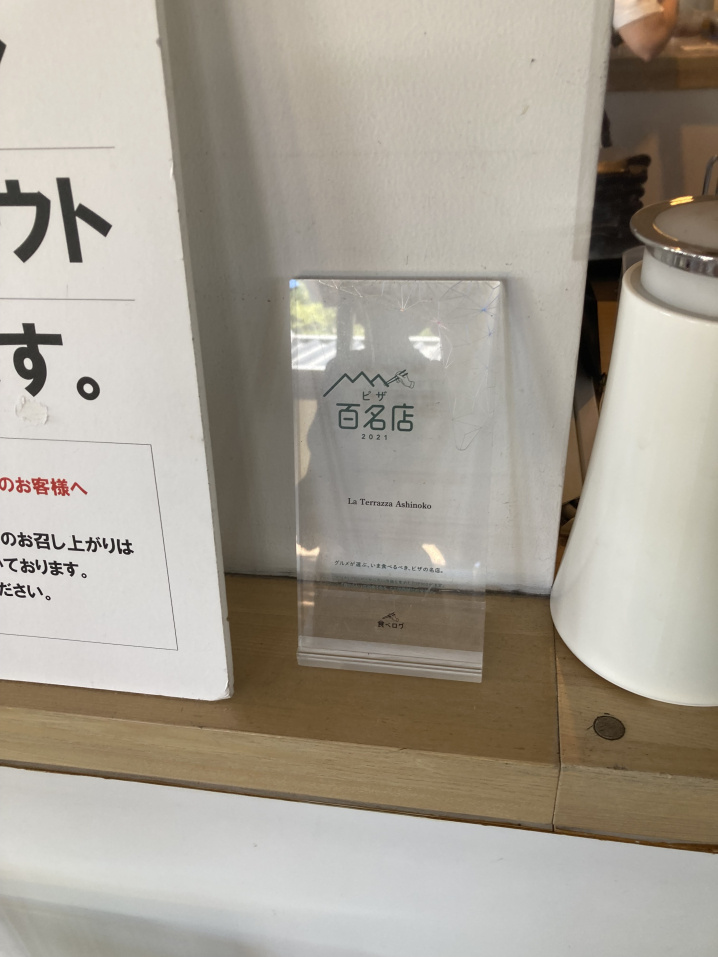 ウト
す。
のお客様へ
のお召し上がりは
ております。
ださい。
ピザ
百名店
2021
La Terrazza Ashinoko
グルメが選ぶ、いま食べるべき、ピザの名店。
食べログ